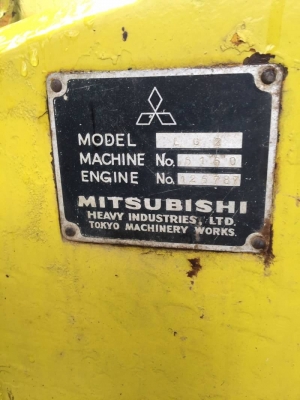 MODEL
MACHINE No.
ENGINE No.
MITSUBISHI
HEAVY INDUSTRIES, LTD.
TOKYO MACHINERY WORKS.